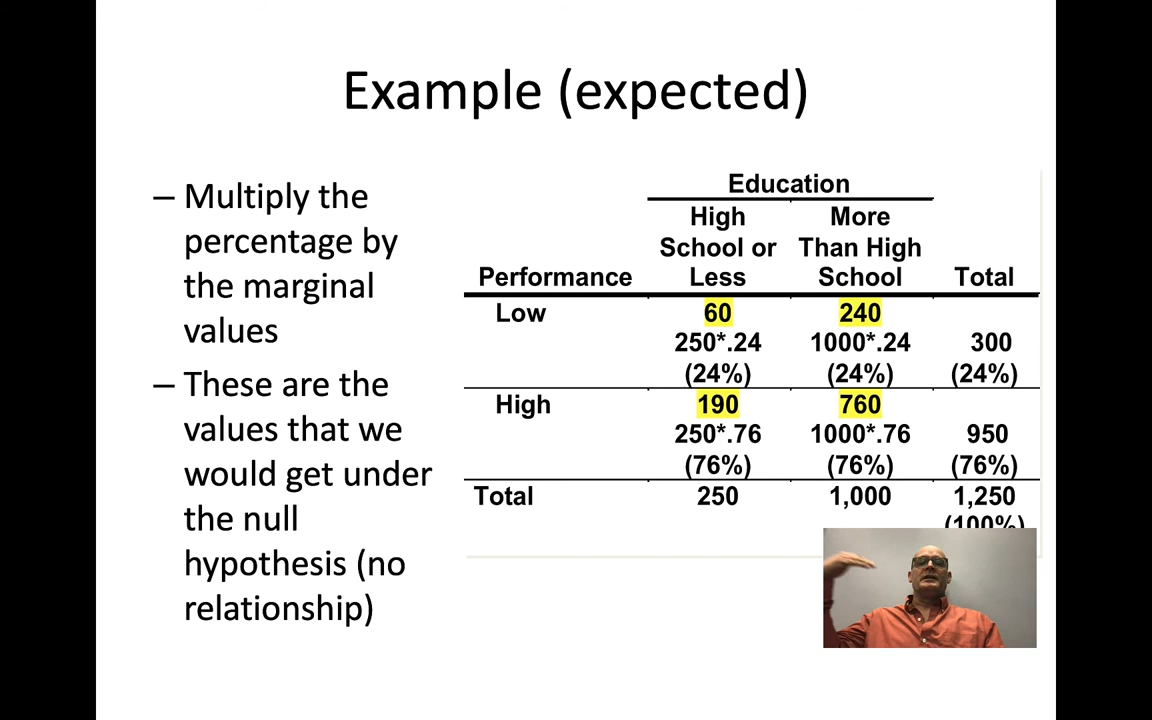 Example (expected)
– Multiply the
percentage by
the marginal
values
– These are the
values that we
would get under
the null
hypothesis (no
relationship)
Education
High School or Less
More Than High School
Performance Total
Low 60 240
250*.24 1000*.24 300
(24%) (24%) (24%)
High 190 760
250*.76 1000*.76 950
(76%) (76%) (76%)
Total 250 1,000 1,250
(100%)